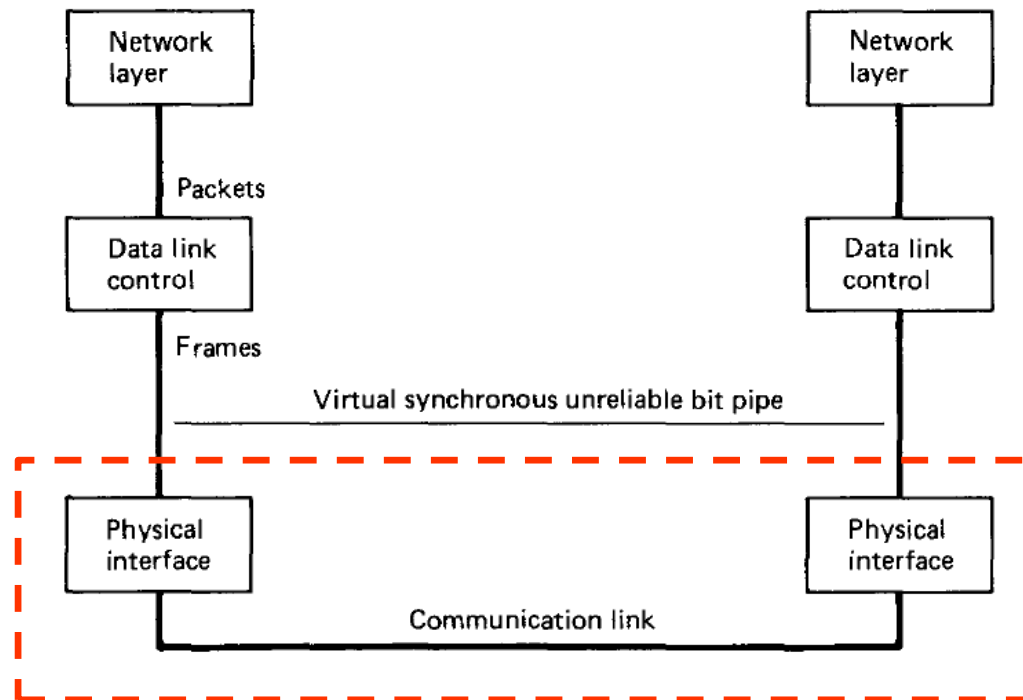 Network
layer
Network
layer
Packets
Data link
control
Data link
control
Frames
Virtual synchronous unreliable bit pipe
Physical
interface
Physical
interface
Communication link